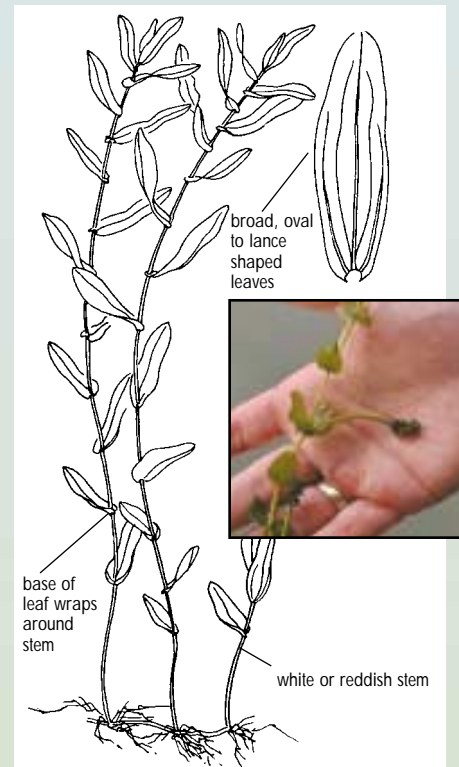 broad, oval
to lance
shaped
leaves
base of
leaf wraps
around
stem
white or reddish stem